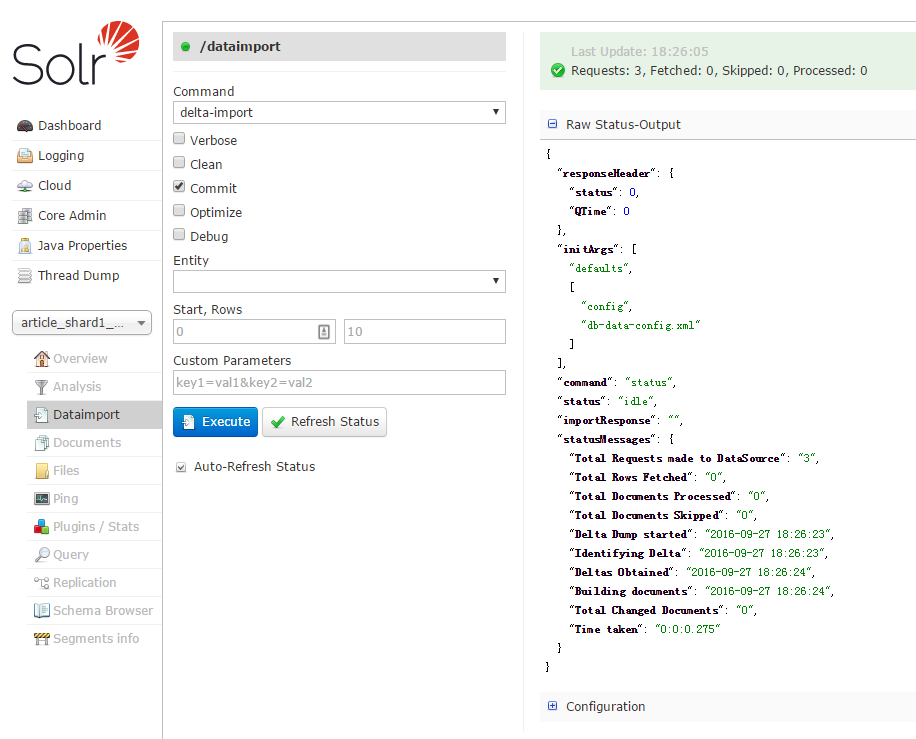 Solr
Dashboard
Logging
Cloud
Core Admin
Java Properties
Thread Dump
article_shard1_...
Overview
Analysis
Dataimport
Documents
Files
Ping
Plugins / Stats
Query
Replication
Schema Browser
Segments info
/dataimport
Command
delta-import
Verbose
Clean
Commit
Optimize
Debug
Entity
Start, Rows
0 10
Custom Parameters
key1=val1&key2=val2
Execute Refresh Status
Auto-Refresh Status
Last Update: 18:26:05
Requests: 3, Fetched: 0, Skipped: 0, Processed: 0
Raw Status-Output
{
"responseHeader": {
"status": 0,
"QTime": 0
},
"initArgs": [
"defaults",
[
"config",
"db-data-config.xml"
]
],
"command": "status",
"status": "idle",
"importResponse": "",
"statusMessages": {
"Total Requests made to DataSource": "3",
"Total Rows Fetched": "0",
"Total Documents Processed": "0",
"Total Documents Skipped": "0",
"Delta Dump started": "2016-09-27 18:26:23",
"Identifying Delta": "2016-09-27 18:26:23",
"Deltas Obtained": "2016-09-27 18:26:24",
"Building documents": "2016-09-27 18:26:24",
"Total Changed Documents": "0",
"Time taken": "0:0:0.275"
}
}
Configuration